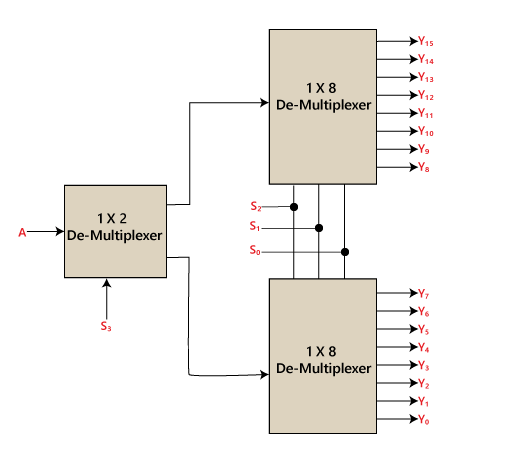 1 X 8
De-Multiplexer
Y₁₅
Y₁₄
Y₁₃
Y₁₂
Y₁₁
Y₁₀
Y₉
Y₈
1 X 2
De-Multiplexer
A
S₃
S₂
S₁
S₀
1 X 8
De-Multiplexer
Y₇
Y₆
Y₅
Y₄
Y₃
Y₂
Y₁
Y₀